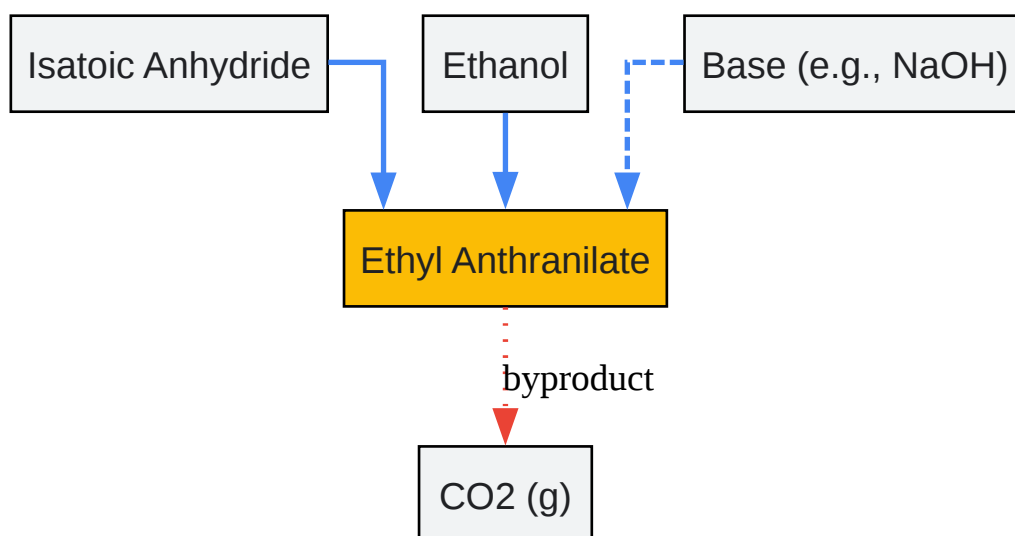 Isatoic Anhydride
Ethanol
Base (e.g., NaOH)
Ethyl Anthranilate
byproduct
CO2 (g)